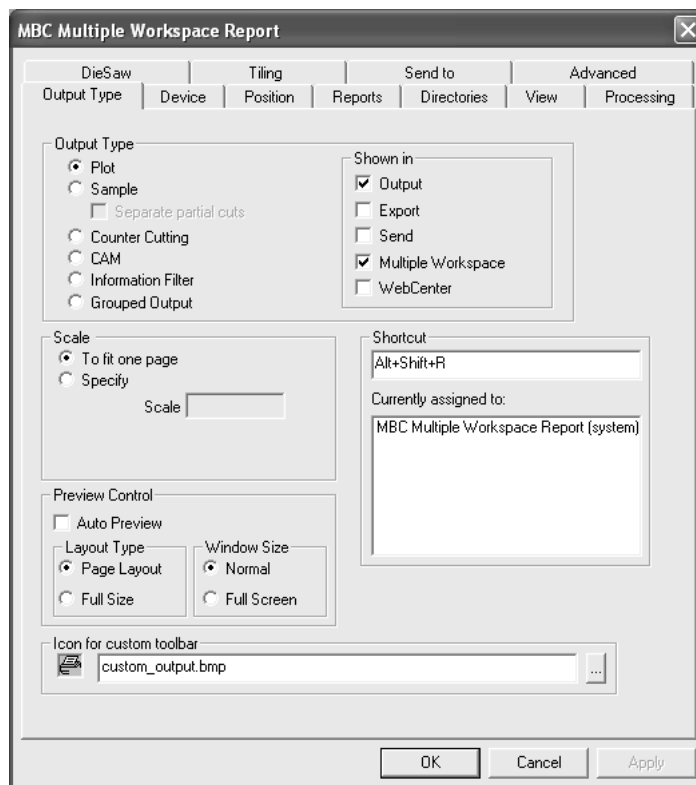 MBC Multiple Workspace Report
DieSaw Tiling Send to Advanced
Output Type Device Position Reports Directories View Processing
Output Type
Plot
Sample
Separate partial cuts
Counter Cutting
CAM
Information Filter
Grouped Output
Shown in
Output
Export
Send
Multiple Workspace
WebCenter
Scale
To fit one page
Specify
Scale
Shortcut
Alt+Shift+R
Currently assigned to:
MBC Multiple Workspace Report (system)
Preview Control
Auto Preview
Layout Type
Page Layout
Full Size
Window Size
Normal
Full Screen
Icon for custom toolbar
custom_output.bmp
...
OK Cancel Apply